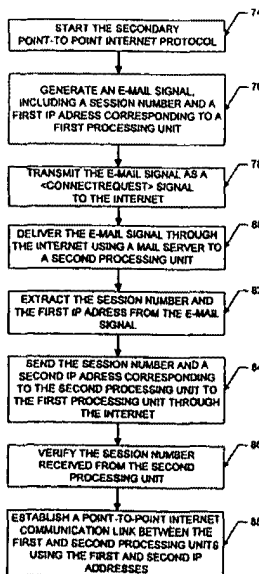 74
START THE SECONDARY
POINT-TO POINT INTERNET PROTOCOL
GENERATE AN E-MAIL SIGNAL,
INCLUDING A SESSION NUMBER AND A
FIRST IP ADRESS CORRESPONDING TO A
FIRST PROCESSING UNIT
78
TRANSMIT THE E-MAIL SIGNAL AS A
<CONNECTREQUEST> SIGNAL
TO THE INTERNET
DELIVER THE E-MAIL SIGNAL THROUGH
THE INTERNET USING A MAIL SERVER TO
A SECOND PROCESSING UNIT
EXTRACT THE SESSION NUMBER AND
THE FIRST IP ADRESS FROM THE E-MAIL
SIGNAL
84
SEND THE SESSION NUMBER AND A
SECOND IP ADRESS CORRESPONDING
TO THE SECOND PROCESSING UNIT TO
THE FIRST PROCESSING UNIT THROUGH
THE INTERNET
VERIFY THE SESSION NUMBER
RECEIVED FROM THE SECOND
PROCESSING UNIT
ESTABLISH A POINT-TO-POINT INTERNET
COMMUNICATION LINK BETWEEN THE
FIRST AND SECOND PROCESSING UNITS
USING THE FIRST AND SECOND IP
ADDRESSES